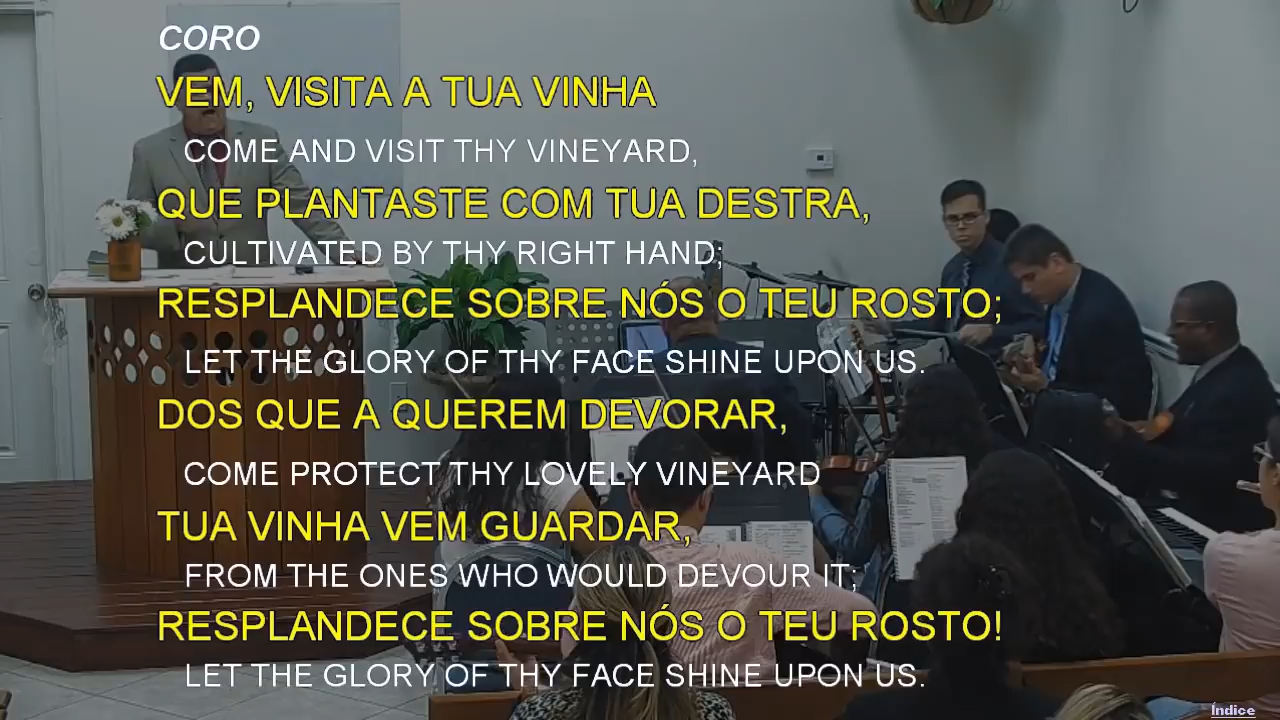 CORO
VEM, VISITA A TUA VINHA
COME AND VISIT THY VINEYARD,
QUE PLANTASTE COM TUA DESTRA,
CULTIVATED BY THY RIGHT HAND;
RESPLANDECE SOBRE NÓS O TEU ROSTO;
LET THE GLORY OF THY FACE SHINE UPON US.
DOS QUE A QUEREM DEVORAR,
COME PROTECT THY LOVELY VINEYARD
TUA VINHA VEM GUARDAR,
FROM THE ONES WHO WOULD DEVOUR IT;
RESPLANDECE SOBRE NÓS O TEU ROSTO!
LET THE GLORY OF THY FACE SHINE UPON US.
Índice